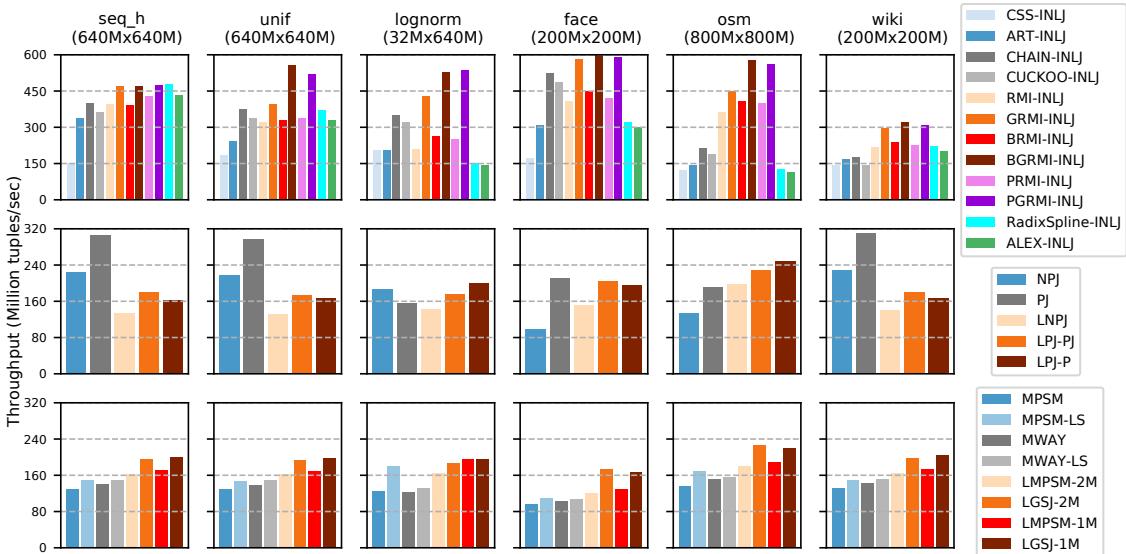 seq_h
(640Mx640M)
unif
(640Mx640M)
lognorm
(32Mx640M)
face
(200Mx200M)
osm
(800Mx800M)
wiki
(200Mx200M)
CSS-INLJ
ART-INLJ
CHAIN-INLJ
CUCKOO-INLJ
RMI-INLJ
GRMI-INLJ
BRMI-INLJ
BGRMI-INLJ
PRMI-INLJ
PGRMI-INLJ
RadixSpline-INLJ
ALEX-INLJ
600
450
300
150
0
Throughput (Million tuples/sec)
320
240
160
80
0
NPJ
PJ
LNPJ
LPJ-PJ
LPJ-P
320
240
160
80
0
MPSM
MPSM-LS
MWAY
MWAY-LS
LMPSM-2M
LGSJ-2M
LMPSM-1M
LGSJ-1M